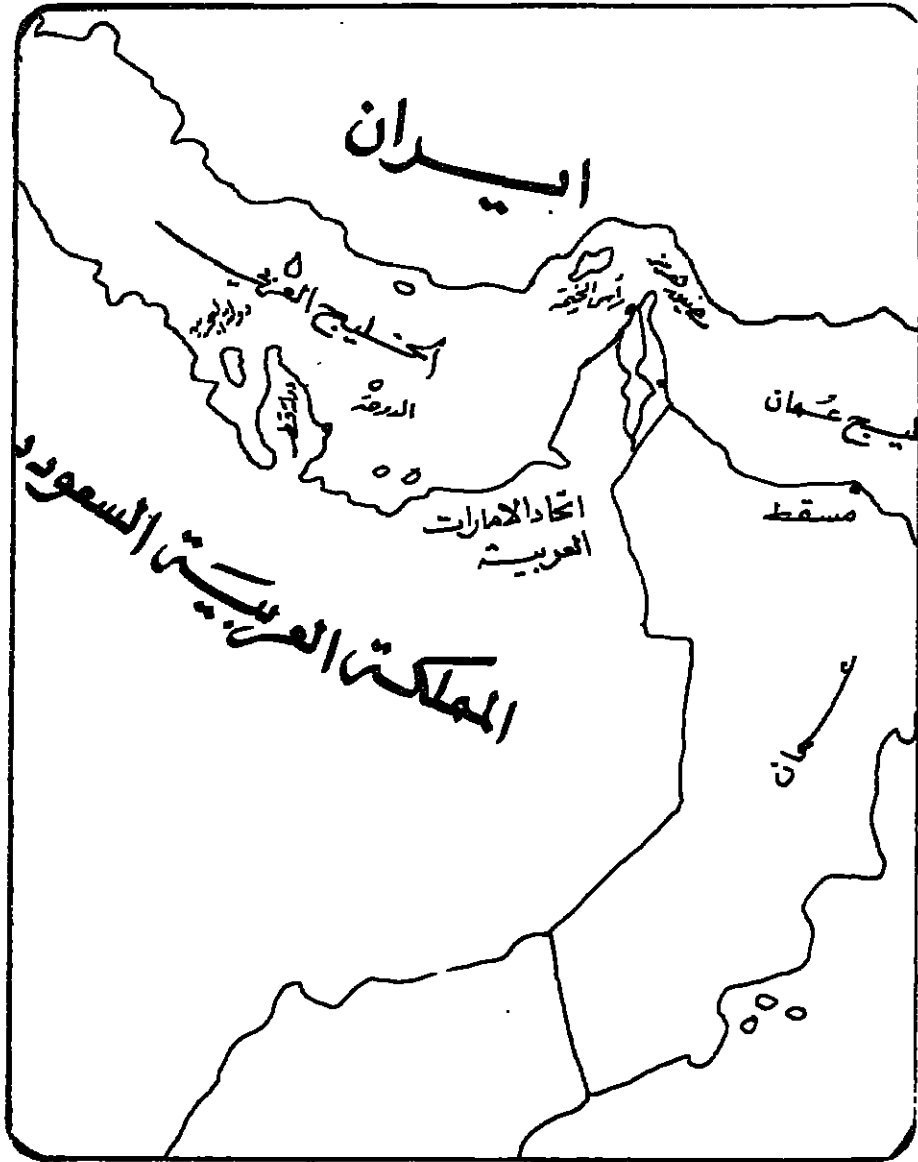 ايران
مضيق هرمز
رأس الخيمة
الخليج العربي
دولة البحرين
دولة قطر
الدوحة
خليج عُمان
مسقط
اتحاد الامارات
العربية
المملكة العربية السعودية
عمان